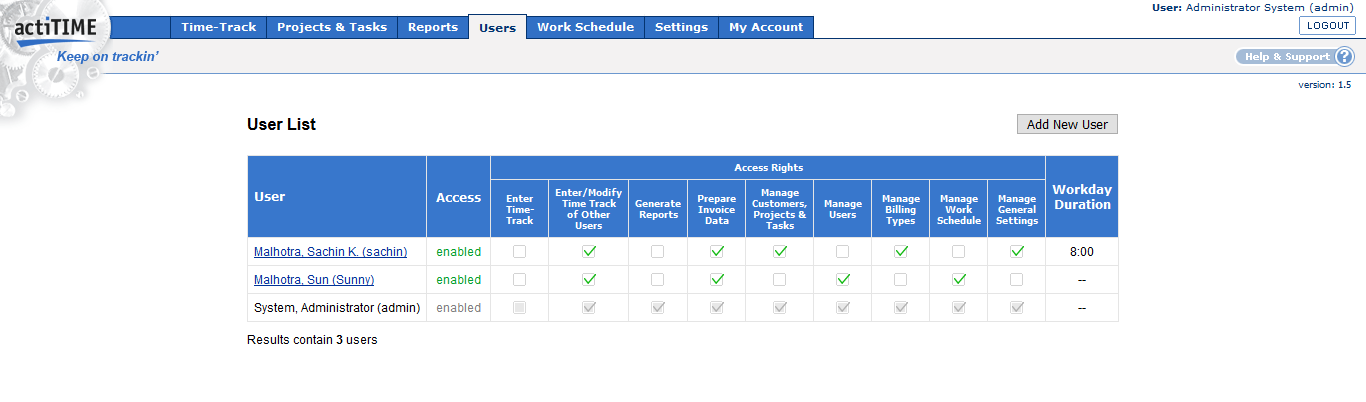 User: Administrator System (admin)
actiTIME
Time-Track Projects & Tasks Reports Users Work Schedule Settings My Account
LOGOUT
Keep on trackin'
Help & Support ?
version: 1.5
User List
Add New User
User
Access
Access Rights
Workday
Duration
Enter
Time-
Track
Enter/Modify
Time Track
of Other
Users
Generate
Reports
Prepare
Invoice
Data
Manage
Customers,
Projects &
Tasks
Manage
Users
Manage
Billing
Types
Manage
Work
Schedule
Manage
General
Settings
Malhotra, Sachin K. (sachin) enabled 8:00
Malhotra, Sun (Sunny) enabled --
System, Administrator (admin) enabled --
Results contain 3 users